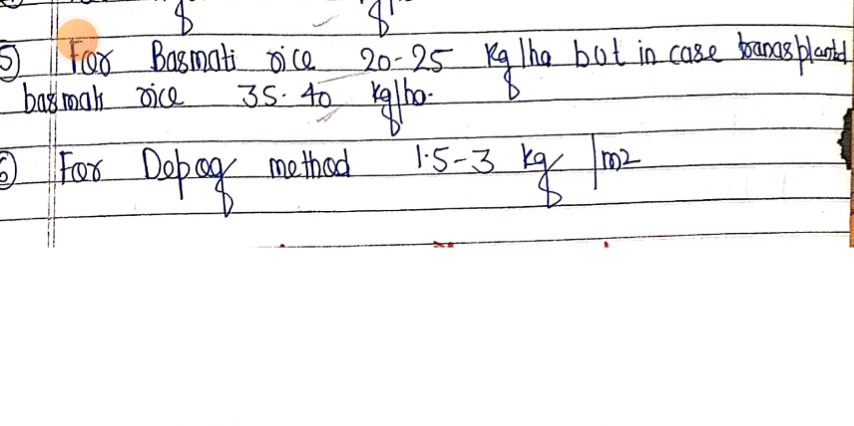 5) For Basmati rice 20-25 kg/ha but in case transplanted
basmati rice 35-40 kg/ha.
6) For Dapog method 1.5-3 kg/m2